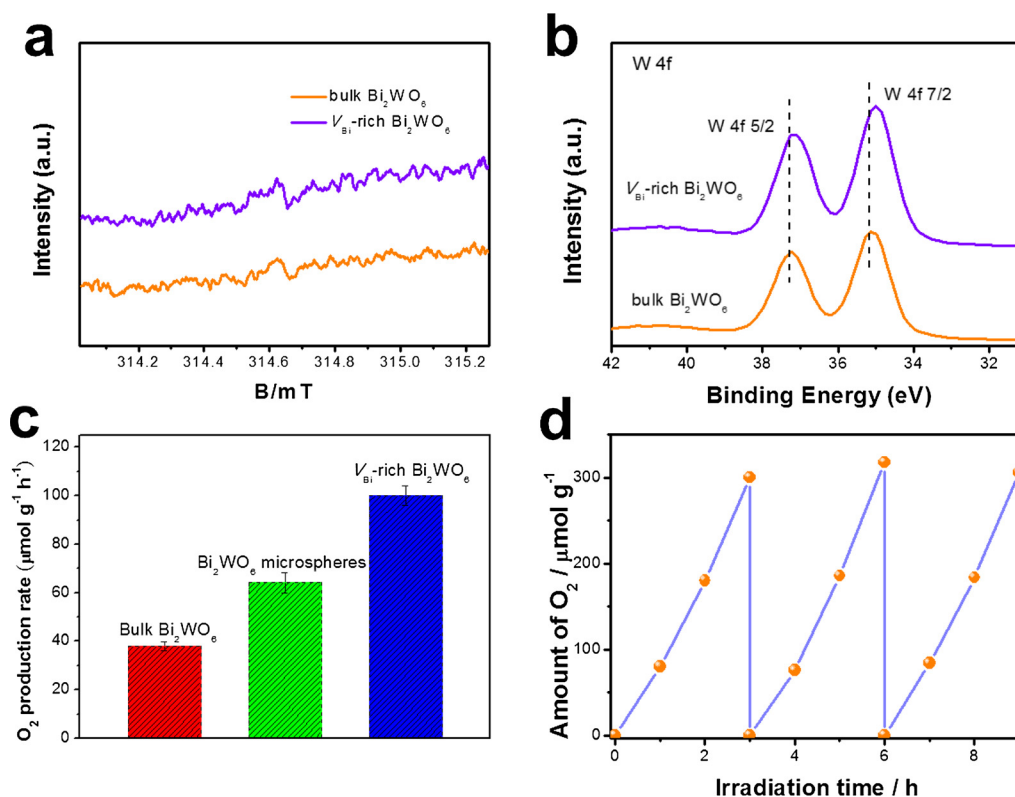 a
Intensity (a.u.)
bulk Bi₂WO₆
V_Bi-rich Bi₂WO₆
314.2 314.4 314.6 314.8 315.0 315.2
B/mT
b
Intensity (a.u.)
W 4f
W 4f 7/2
W 4f 5/2
V_Bi-rich Bi₂WO₆
bulk Bi₂WO₆
42 40 38 36 34 32
Binding Energy (eV)
c
O₂ production rate (μmol g⁻¹ h⁻¹)
120
100
80
60
40
20
0
V_Bi-rich Bi₂WO₆
Bi₂WO₆ microspheres
Bulk Bi₂WO₆
d
Amount of O₂ / μmol g⁻¹
300
200
100
0
0 2 4 6 8
Irradiation time / h